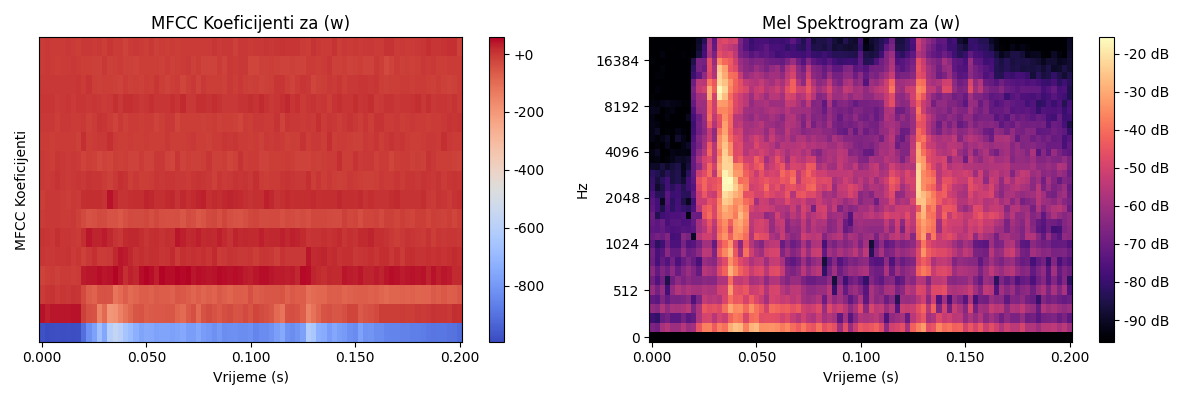 MFCC Koeficijenti za (w)
MFCC Koeficijenti
+0
-200
-400
-600
-800
0.000 0.050 0.100 0.150 0.200
Vrijeme (s)
Mel Spektrogram za (w)
Hz
16384
8192
4096
2048
1024
512
0
0.000 0.050 0.100 0.150 0.200
Vrijeme (s)
-20 dB
-30 dB
-40 dB
-50 dB
-60 dB
-70 dB
-80 dB
-90 dB